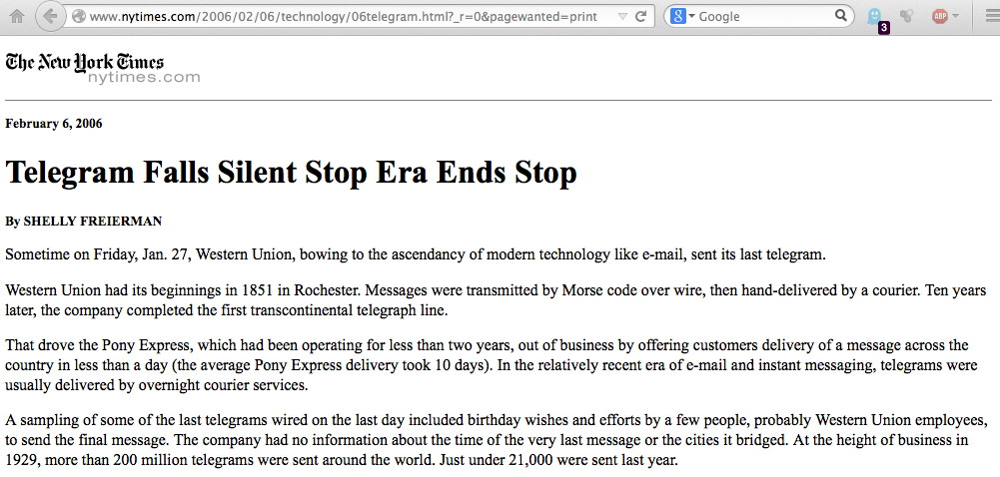 www.nytimes.com/2006/02/06/technology/06telegram.html?_r=0&pagewanted=print
8 Google
3
ABP
The New York Times
nytimes.com
February 6, 2006
Telegram Falls Silent Stop Era Ends Stop
By SHELLY FREIERMAN
Sometime on Friday, Jan. 27, Western Union, bowing to the ascendancy of modern technology like e-mail, sent its last telegram.
Western Union had its beginnings in 1851 in Rochester. Messages were transmitted by Morse code over wire, then hand-delivered by a courier. Ten years
later, the company completed the first transcontinental telegraph line.
That drove the Pony Express, which had been operating for less than two years, out of business by offering customers delivery of a message across the
country in less than a day (the average Pony Express delivery took 10 days). In the relatively recent era of e-mail and instant messaging, telegrams were
usually delivered by overnight courier services.
A sampling of some of the last telegrams wired on the last day included birthday wishes and efforts by a few people, probably Western Union employees,
to send the final message. The company had no information about the time of the very last message or the cities it bridged. At the height of business in
1929, more than 200 million telegrams were sent around the world. Just under 21,000 were sent last year.